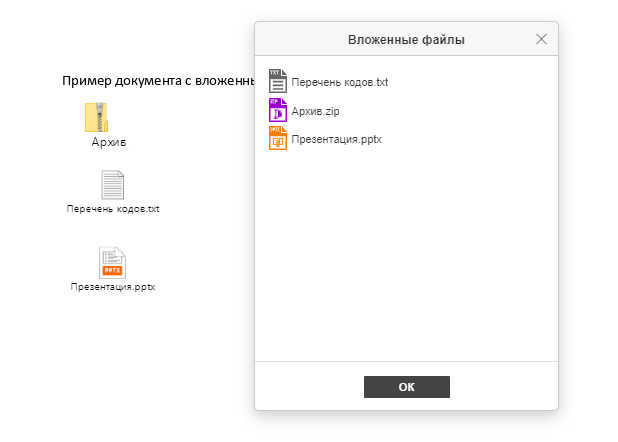 Пример документа с вложенны
Архив
Перечень кодов.txt
PPTX
Презентация.pptx
Вложенные файлы
TXT
Перечень кодов.txt
ZIP
Архив.zip
PPTX
Презентация.pptx
ОК